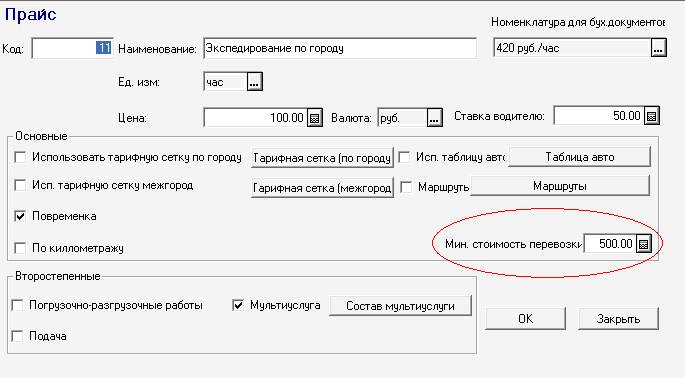 Прайс
Номенклатура для бух.документов
Код: 11 Наименование: Экспедирование по городу 420 руб./час ...
Ед. изм: час ...
Цена: 100.00 Валюта: руб. ... Ставка водителю: 50.00
Основные
Использовать тарифную сетку по городу Тарифная сетка (по городу Исп. таблицу авто Таблица авто
Исп. тарифную сетку межгород Тарифная сетка (межгород Маршруты Маршруты
Повременка
По киллометражу Мин. стоимость перевозки 500.00
Второстепенные
Погрузочно-разгрузочные работы Мультиуслуга Состав мультиуслуги
Подача OK Закрыть